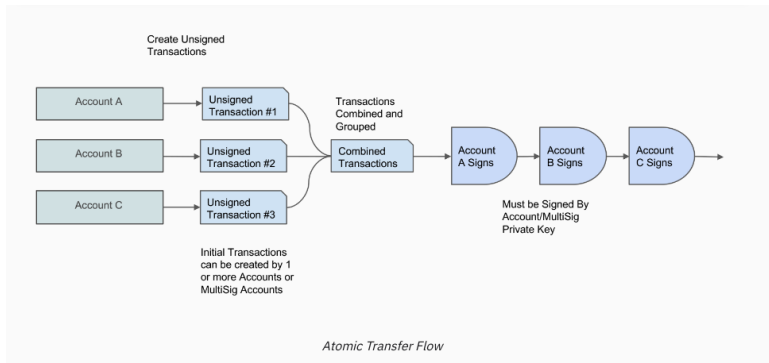 Create Unsigned
Transactions
Account A
Unsigned
Transaction #1
Transactions
Combined and
Grouped
Account B
Unsigned
Transaction #2
Combined
Transactions
Account
A Signs
Account
B Signs
Account
C Signs
Account C
Unsigned
Transaction #3
Must be Signed By
Account/MultiSig
Private Key
Initial Transactions
can be created by 1
or more Accounts or
MultiSig Accounts
Atomic Transfer Flow